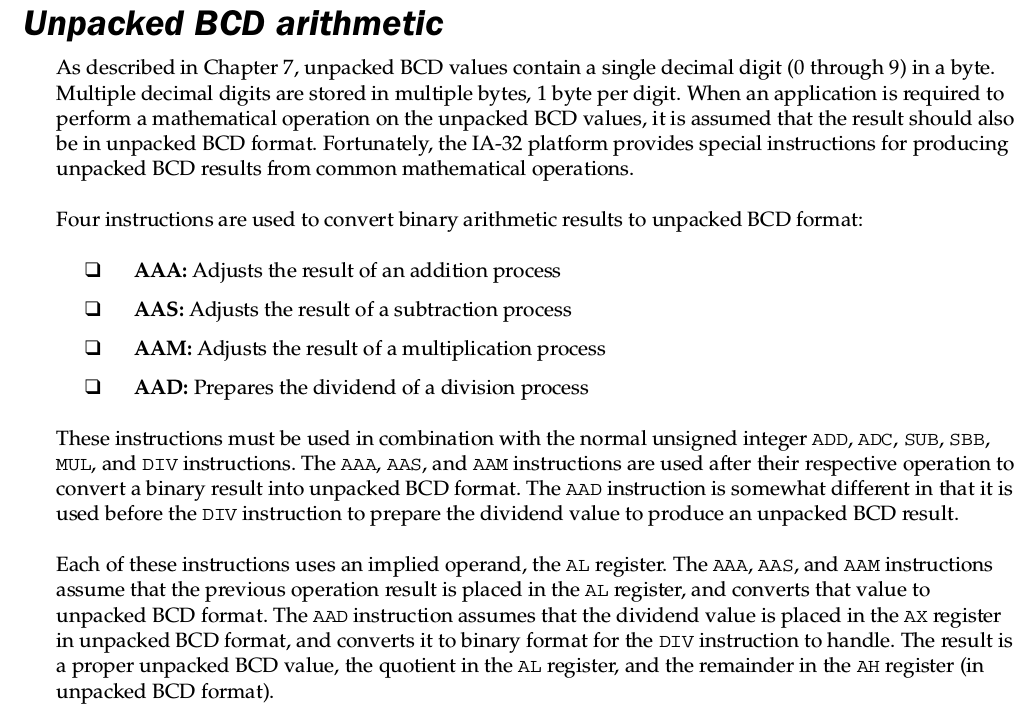 Unpacked BCD arithmetic
As described in Chapter 7, unpacked BCD values contain a single decimal digit (0 through 9) in a byte.
Multiple decimal digits are stored in multiple bytes, 1 byte per digit. When an application is required to
perform a mathematical operation on the unpacked BCD values, it is assumed that the result should also
be in unpacked BCD format. Fortunately, the IA-32 platform provides special instructions for producing
unpacked BCD results from common mathematical operations.
Four instructions are used to convert binary arithmetic results to unpacked BCD format:
❑ AAA: Adjusts the result of an addition process
❑ AAS: Adjusts the result of a subtraction process
❑ AAM: Adjusts the result of a multiplication process
❑ AAD: Prepares the dividend of a division process
These instructions must be used in combination with the normal unsigned integer ADD, ADC, SUB, SBB,
MUL, and DIV instructions. The AAA, AAS, and AAM instructions are used after their respective operation to
convert a binary result into unpacked BCD format. The AAD instruction is somewhat different in that it is
used before the DIV instruction to prepare the dividend value to produce an unpacked BCD result.
Each of these instructions uses an implied operand, the AL register. The AAA, AAS, and AAM instructions
assume that the previous operation result is placed in the AL register, and converts that value to
unpacked BCD format. The AAD instruction assumes that the dividend value is placed in the AX register
in unpacked BCD format, and converts it to binary format for the DIV instruction to handle. The result is
a proper unpacked BCD value, the quotient in the AL register, and the remainder in the AH register (in
unpacked BCD format).